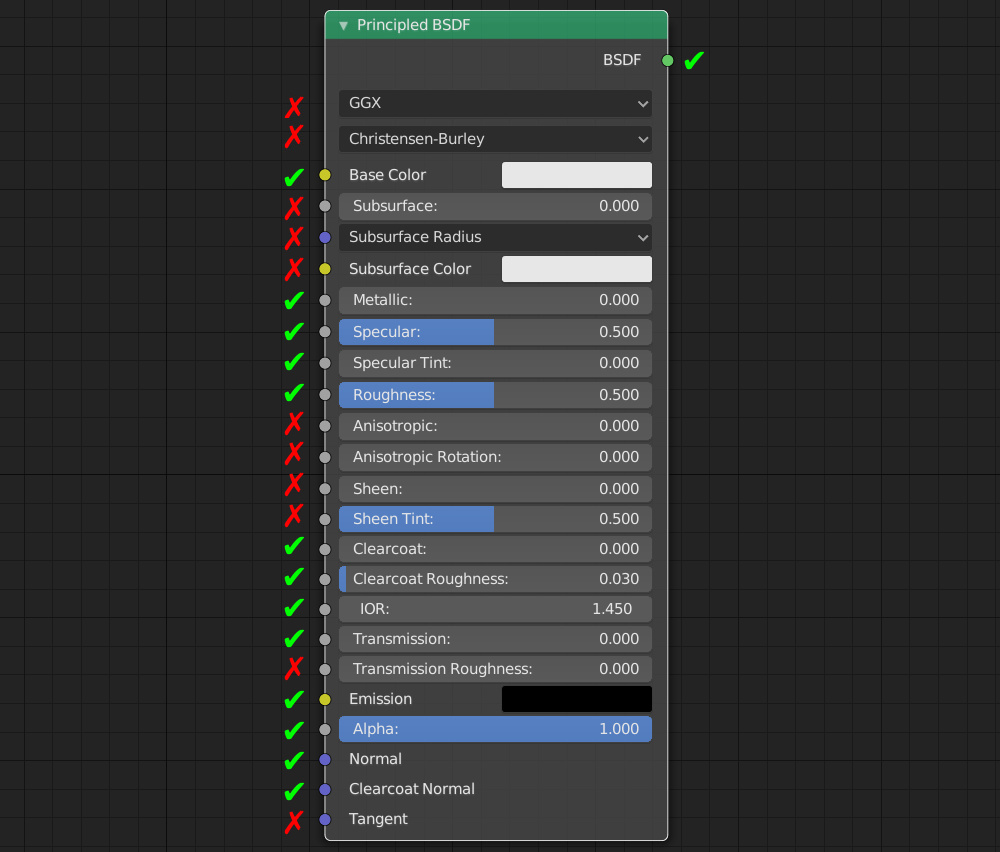 Principled BSDF
BSDF
GGX
Christensen-Burley
Base Color
Subsurface: 0.000
Subsurface Radius
Subsurface Color
Metallic: 0.000
Specular: 0.500
Specular Tint: 0.000
Roughness: 0.500
Anisotropic: 0.000
Anisotropic Rotation: 0.000
Sheen: 0.000
Sheen Tint: 0.500
Clearcoat: 0.000
Clearcoat Roughness: 0.030
IOR: 1.450
Transmission: 0.000
Transmission Roughness: 0.000
Emission
Alpha: 1.000
Normal
Clearcoat Normal
Tangent